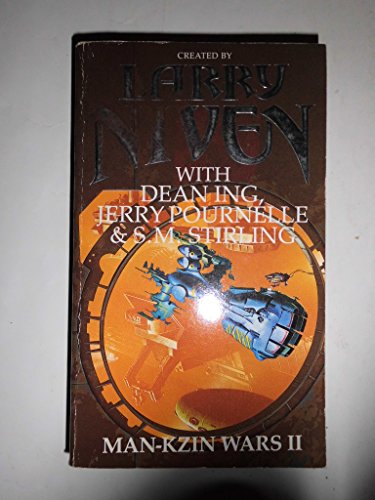 CREATED BY
LARRY
NIVEN
WITH
DEAN ING,
JERRY POURNELLE
& S.M. STIRLING
MAN-KZIN WARS II